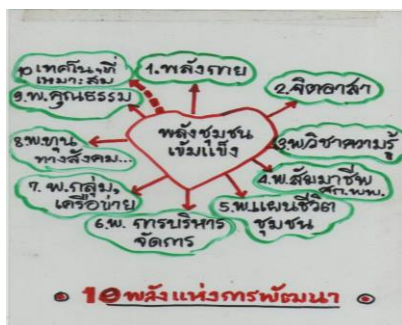 พลังชุมชน
เข้มแข็ง
1.พลังกาย
2.จิตอาสา
3.พ.วิชาความรู้
4.พ.สัมมาชีพ
ศก.พพ.
5.พ.แผนชีวิต
ชุมชน
6.พ. การบริหาร
จัดการ
7.พ.กลุ่ม,
เครือข่าย
8.พ.ทุน
ทางสังคม...
9.พ.คุณธรรม
10 เทคโน,ที่
เหมาะสม
10 พลังแห่งการพัฒนา